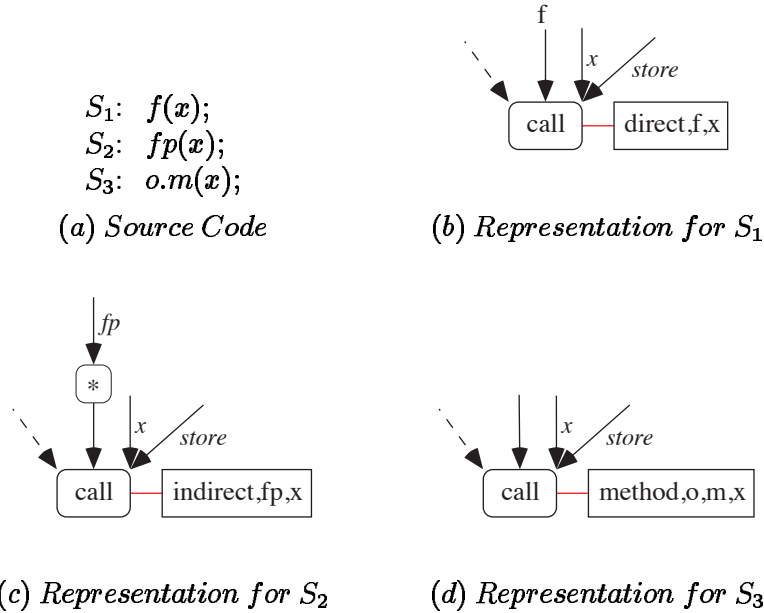 f
x
store
call
direct,f,x
S1: f(x);
S2: fp(x);
S3: o.m(x);
(a) Source Code
(b) Representation for S1
fp
*
x
store
call
indirect,fp,x
x
store
call
method,o,m,x
(c) Representation for S2
(d) Representation for S3